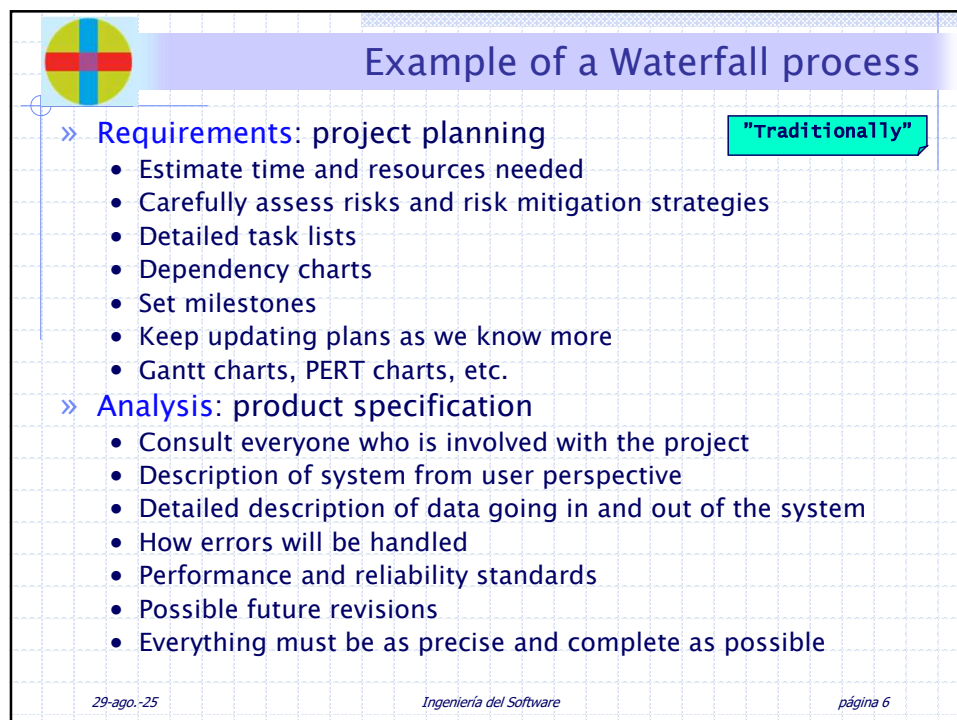 Example of a Waterfall process
» Requirements: project planning
"Traditionally"
• Estimate time and resources needed
• Carefully assess risks and risk mitigation strategies
• Detailed task lists
• Dependency charts
• Set milestones
• Keep updating plans as we know more
• Gantt charts, PERT charts, etc.
» Analysis: product specification
• Consult everyone who is involved with the project
• Description of system from user perspective
• Detailed description of data going in and out of the system
• How errors will be handled
• Performance and reliability standards
• Possible future revisions
• Everything must be as precise and complete as possible
29-ago.-25 Ingeniería del Software página 6